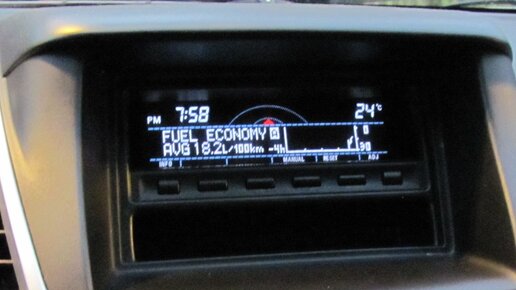 PM 7:58 24°C
FUEL ECONOMY 0
AVG 18.2L/100km -4h 30
INFO MANUAL RESET ADJ